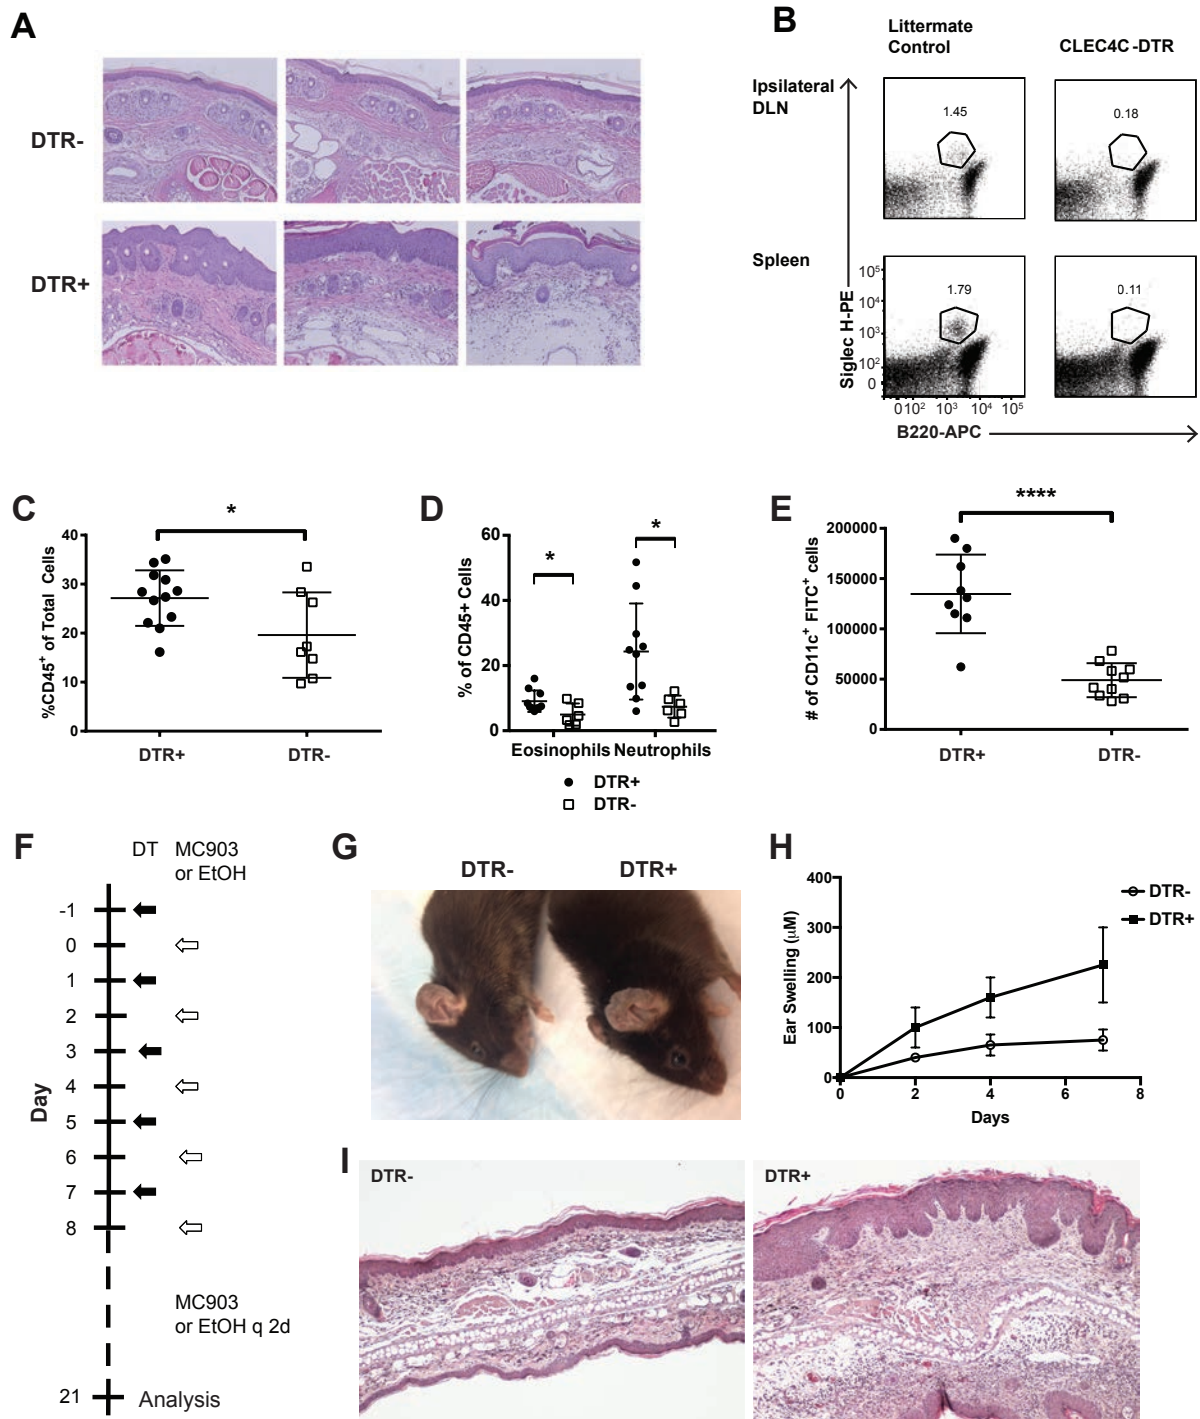 A
DTR-
DTR+
B
Littermate
Control
CLEC4C-DTR
Ipsilateral
DLN
1.45
0.18
Spleen
1.79
0.11
Siglec H-PE
10⁵
10⁴
10³
10²
0
0 10² 10³ 10⁴ 10⁵
B220-APC
C
*
%CD45⁺ of Total Cells
40
30
20
10
0
DTR+
DTR-
D
*
*
% of CD45+ Cells
60
40
20
0
Eosinophils Neutrophils
DTR+
DTR-
E
****
# of CD11c⁺ FITC⁺ cells
200000
150000
100000
50000
0
DTR+
DTR-
F
DT
MC903
or EtOH
Day
-1
0
1
2
3
4
5
6
7
8
MC903
or EtOH q 2d
21
Analysis
G
DTR-
DTR+
H
Ear Swelling (μM)
400
300
200
100
0
0 2 4 6 8
Days
DTR-
DTR+
I
DTR-
DTR+